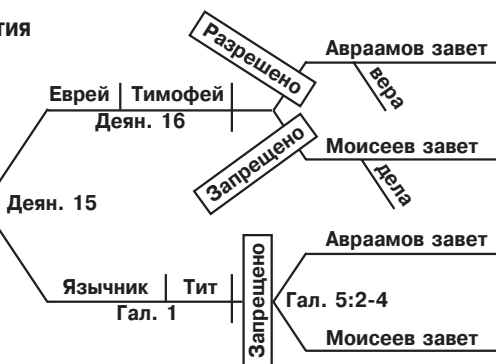 тия
Разрешено
Авраамов завет
вера
Еврей Тимофей
Деян. 16
Запрещено
Моисеев завет
дела
Деян. 15
Авраамов завет
Язычник Тит
Гал. 1
Запрещено
Гал. 5:2-4
Моисеев завет